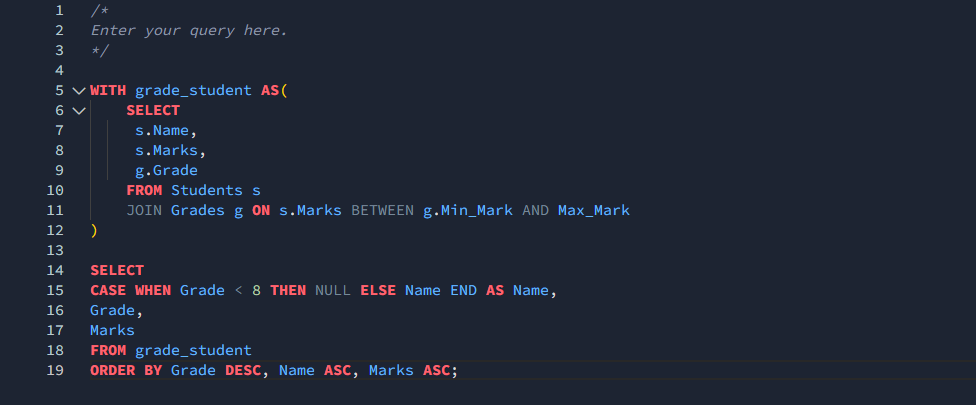 1 /*
2 Enter your query here.
3 */
4
5 WITH grade_student AS(
6 SELECT
7 s.Name,
8 s.Marks,
9 g.Grade
10 FROM Students s
11 JOIN Grades g ON s.Marks BETWEEN g.Min_Mark AND Max_Mark
12 )
13
14 SELECT
15 CASE WHEN Grade < 8 THEN NULL ELSE Name END AS Name,
16 Grade,
17 Marks
18 FROM grade_student
19 ORDER BY Grade DESC, Name ASC, Marks ASC;